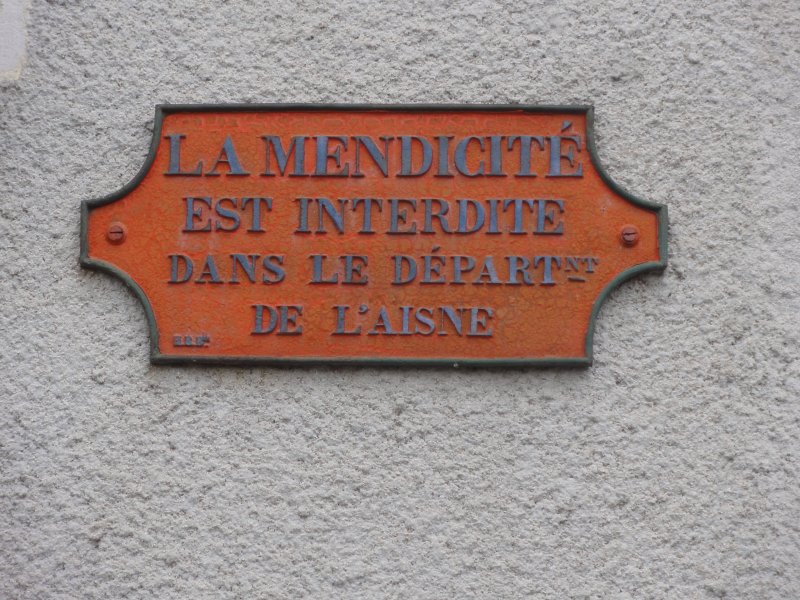 LA MENDICITÉ
EST INTERDITE
DANS LE DÉPARTNT
DE L'AISNE